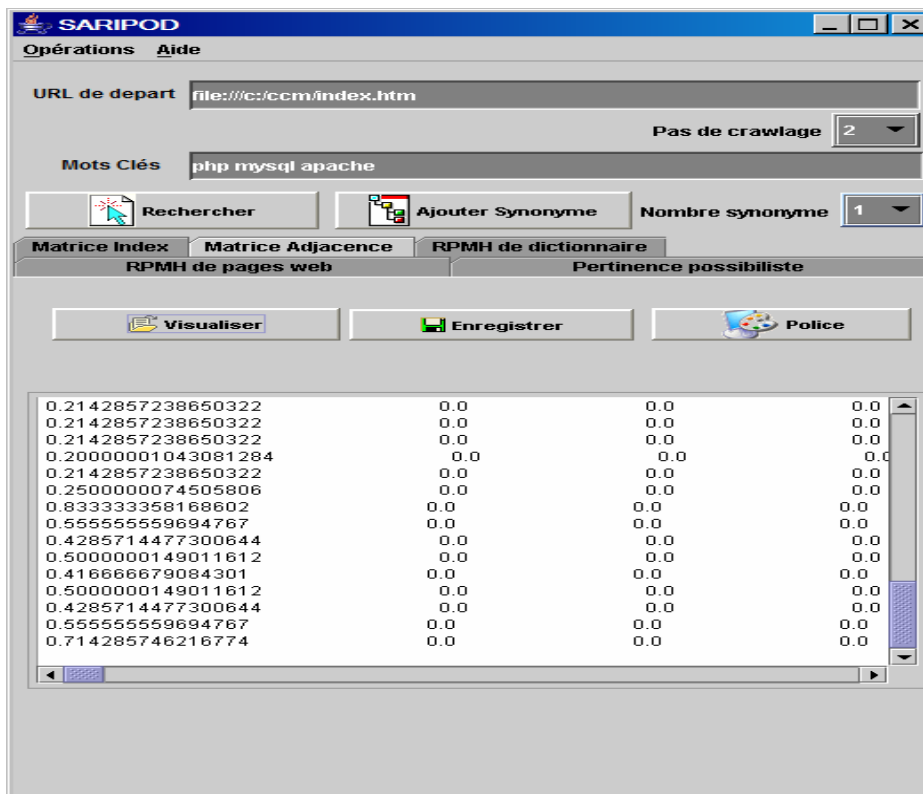 SARIPOD
Opérations Aide
URL de depart file:///c:/ccm/index.htm
Pas de crawlage 2
Mots Clés php mysql apache
Rechercher Ajouter Synonyme Nombre synonyme 1
Matrice Index Matrice Adjacence RPMH de dictionnaire
RPMH de pages web Pertinence possibiliste
Visualiser Enregistrer Police
0.2142857238650322 0.0 0.0 0.0
0.2142857238650322 0.0 0.0 0.0
0.2142857238650322 0.0 0.0 0.0
0.20000001043081284 0.0 0.0 0.0
0.2142857238650322 0.0 0.0 0.0
0.2500000074505806 0.0 0.0 0.0
0.833333358168602 0.0 0.0 0.0
0.555555559694767 0.0 0.0 0.0
0.4285714477300644 0.0 0.0 0.0
0.5000000149011612 0.0 0.0 0.0
0.416666679084301 0.0 0.0 0.0
0.5000000149011612 0.0 0.0 0.0
0.4285714477300644 0.0 0.0 0.0
0.555555559694767 0.0 0.0 0.0
0.714285746216774 0.0 0.0 0.0